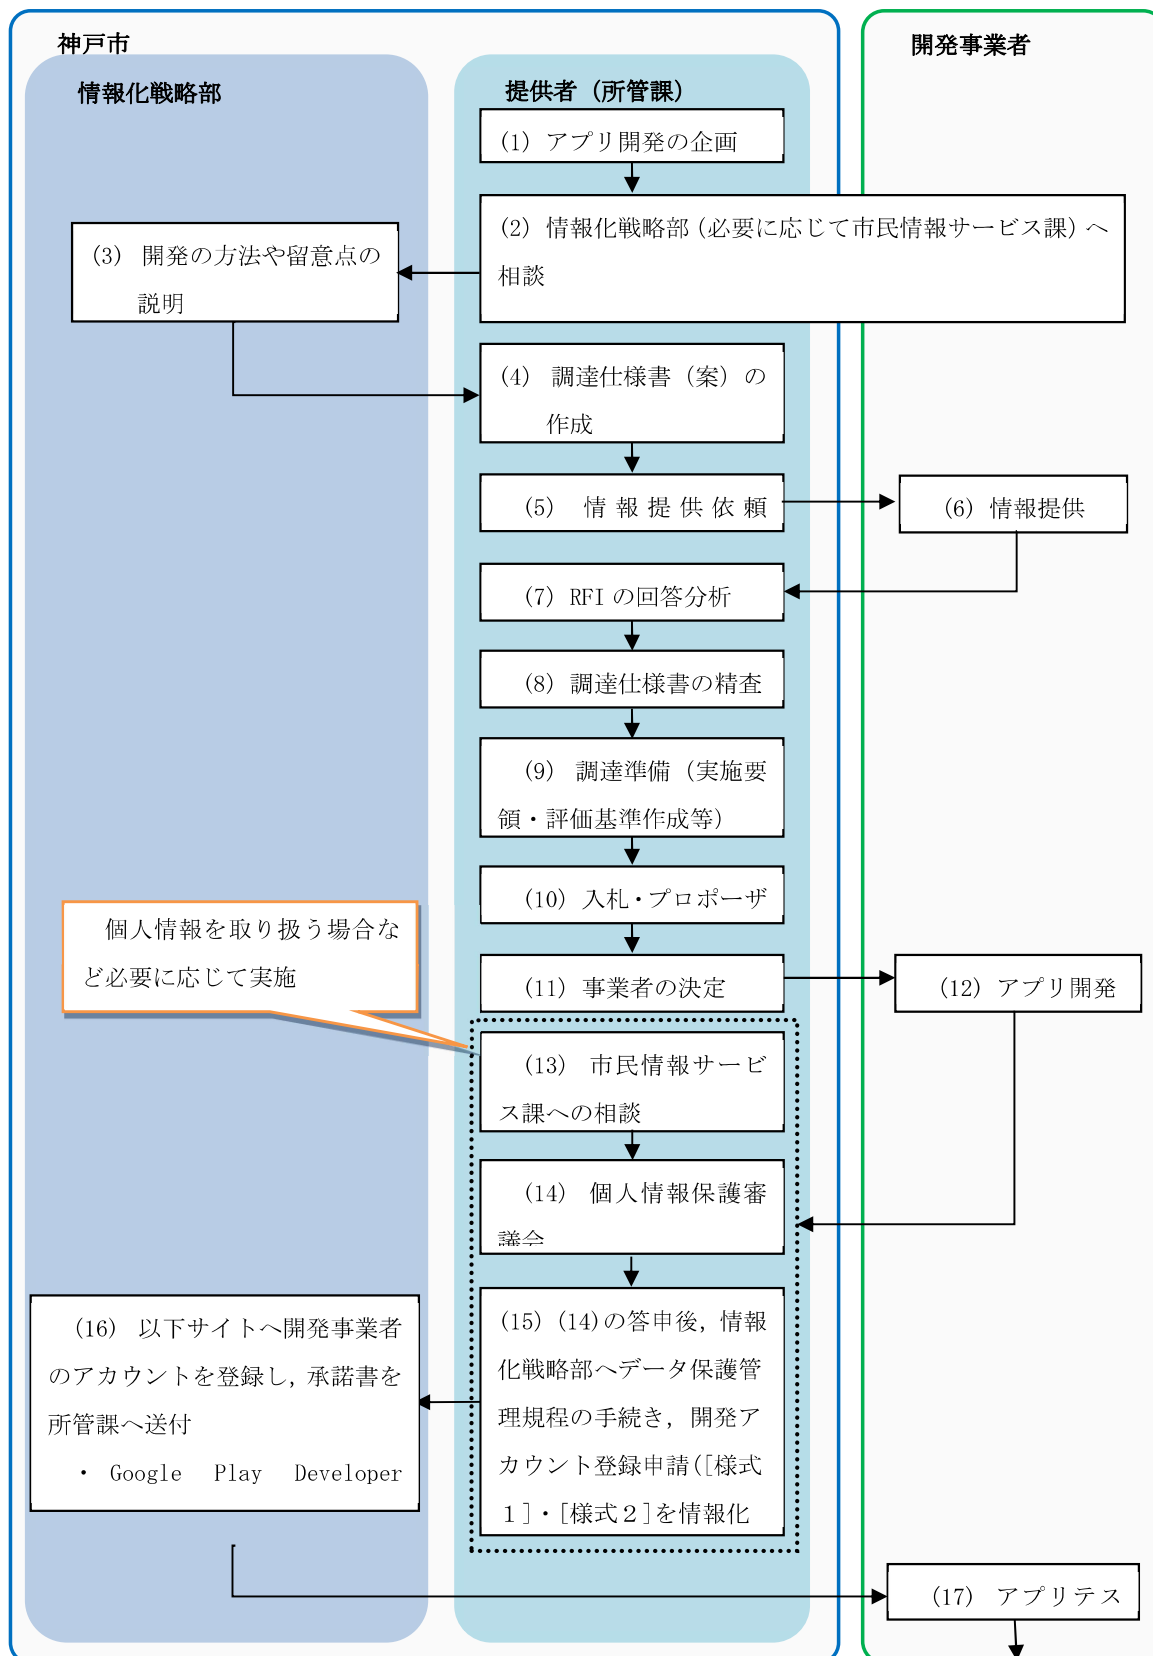 神戸市
開発事業者
情報化戦略部
提供者（所管課）
(1) アプリ開発の企画
(2) 情報化戦略部（必要に応じて市民情報サービス課）へ
相談
(3) 開発の方法や留意点の
説明
(4) 調達仕様書（案）の
作成
(5) 情報提供依頼
(6) 情報提供
(7) RFI の回答分析
(8) 調達仕様書の精査
(9) 調達準備（実施要
領・評価基準作成等）
(10) 入札・プロポーザ
個人情報を取り扱う場合な
ど必要に応じて実施
(11) 事業者の決定
(12) アプリ開発
(13) 市民情報サービ
ス課への相談
(14) 個人情報保護審
議会
(15) (14)の答申後，情報
化戦略部へデータ保護管
理規程の手続き，開発ア
カウント登録申請([様式
１]・[様式２]を情報化
(16) 以下サイトへ開発事業者
のアカウントを登録し，承諾書を
所管課へ送付
・ Google Play Developer
(17) アプリテス